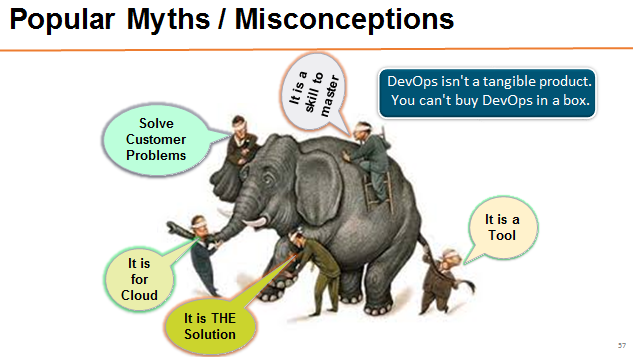 Popular Myths / Misconceptions
It is a
skill to
master
DevOps isn't a tangible product.
You can't buy DevOps in a box.
Solve
Customer
Problems
It is a
Tool
It is
for
Cloud
It is THE
Solution
37